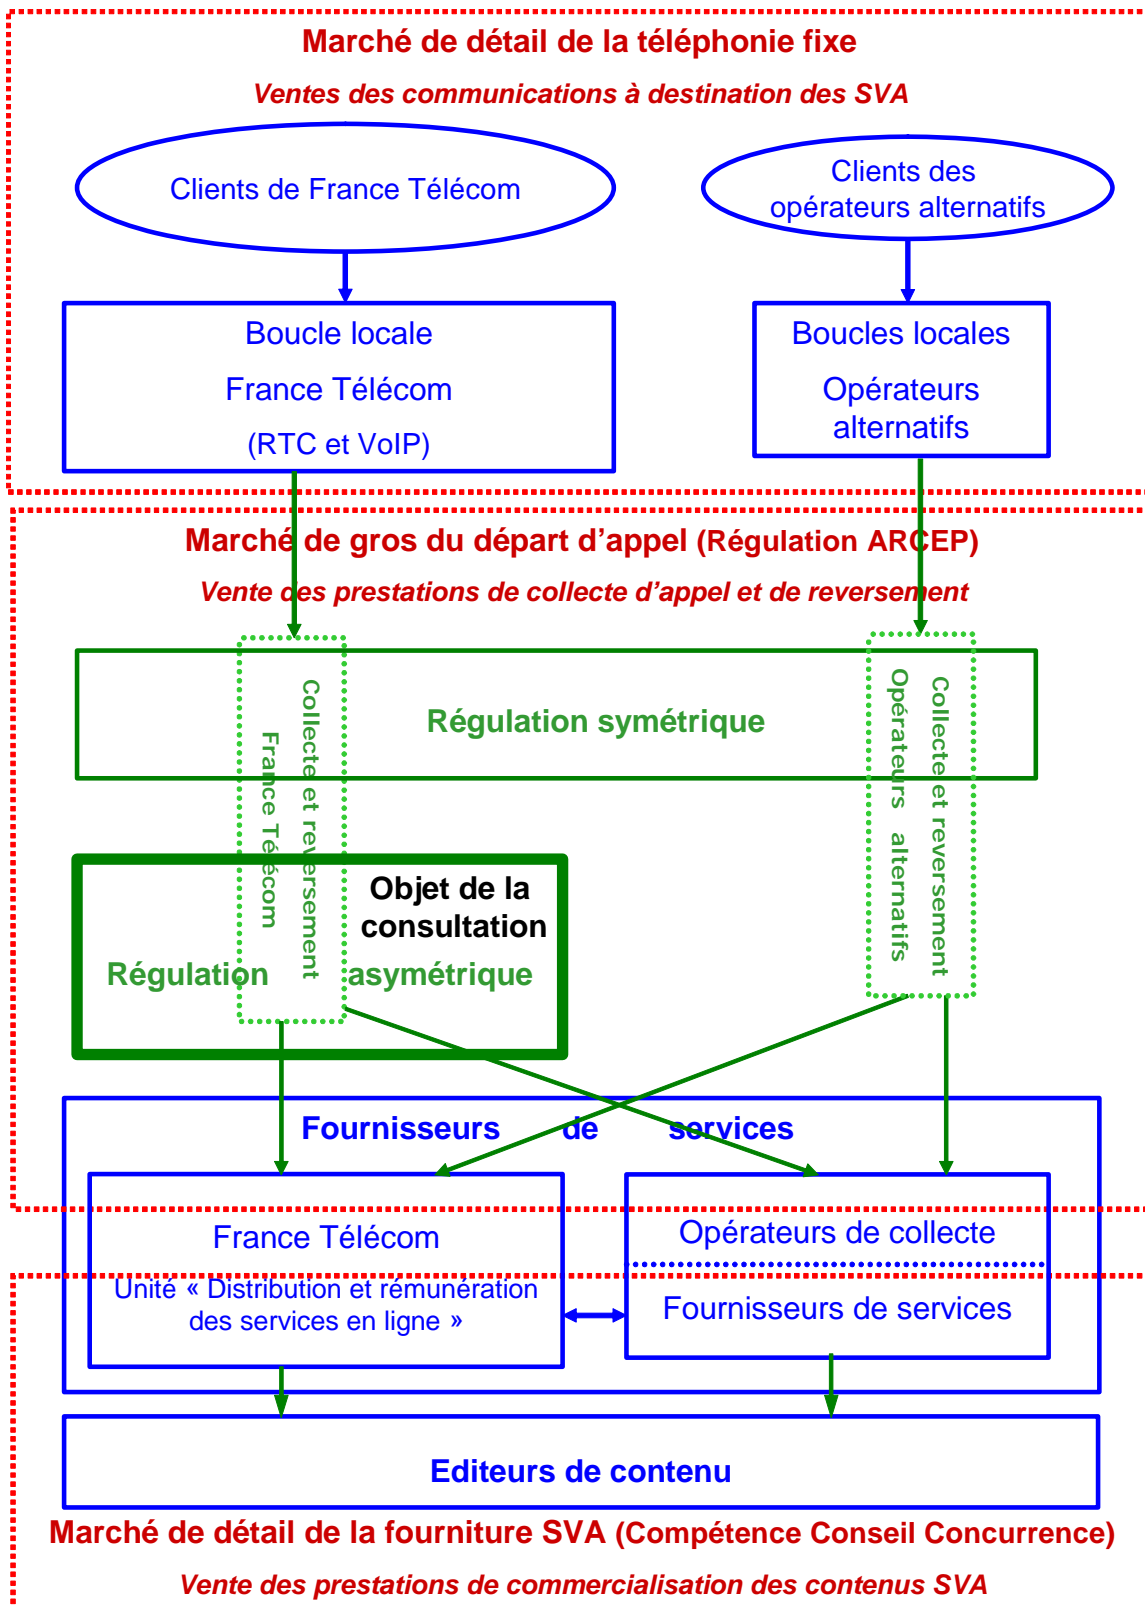 Marché de détail de la téléphonie fixe
Ventes des communications à destination des SVA
Clients de France Télécom
Clients des
opérateurs alternatifs
Boucle locale
France Télécom
(RTC et VoIP)
Boucles locales
Opérateurs
alternatifs
Marché de gros du départ d’appel (Régulation ARCEP)
Vente des prestations de collecte d’appel et de reversement
Régulation symétrique
Collecte et reversement
France Télécom
Collecte et reversement
Opérateurs alternatifs
Objet de la
consultation
Régulation asymétrique
Fournisseurs de services
France Télécom
Unité « Distribution et rémunération
des services en ligne »
Opérateurs de collecte
Fournisseurs de services
Editeurs de contenu
Marché de détail de la fourniture SVA (Compétence Conseil Concurrence)
Vente des prestations de commercialisation des contenus SVA